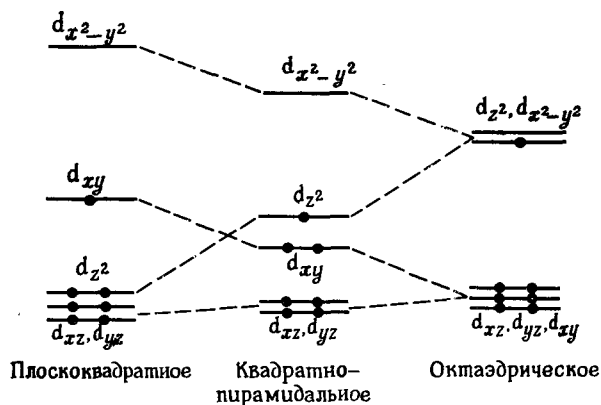 d_{x²−y²}
d_{x²−y²}
d_{z²}, d_{x²−y²}
d_{xy}
d_{z²}
d_{z²}
d_{xy}
d_{xz}, d_{yz}
d_{xz}, d_{yz}
d_{xz}, d_{yz}, d_{xy}
Плоскоквадратное
Квадратно-
пирамидальное
Октаэдрическое